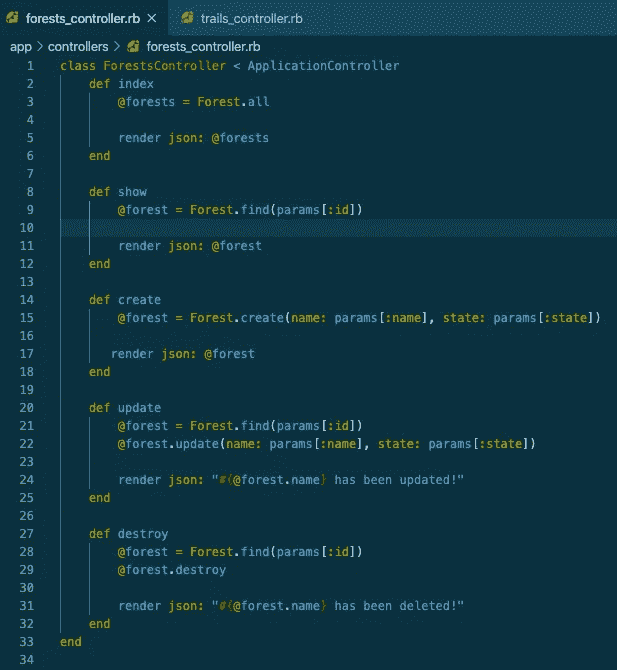 forests_controller.rb × trails_controller.rb
app > controllers > forests_controller.rb
1 class ForestsController < ApplicationController
2 def index
3 @forests = Forest.all
4
5 render json: @forests
6 end
7
8 def show
9 @forest = Forest.find(params[:id])
10
11 render json: @forest
12 end
13
14 def create
15 @forest = Forest.create(name: params[:name], state: params[:state])
16
17 render json: @forest
18 end
19
20 def update
21 @forest = Forest.find(params[:id])
22 @forest.update(name: params[:name], state: params[:state])
23
24 render json: "#{@forest.name} has been updated!"
25 end
26
27 def destroy
28 @forest = Forest.find(params[:id])
29 @forest.destroy
30
31 render json: "#{@forest.name} has been deleted!"
32 end
33 end
34